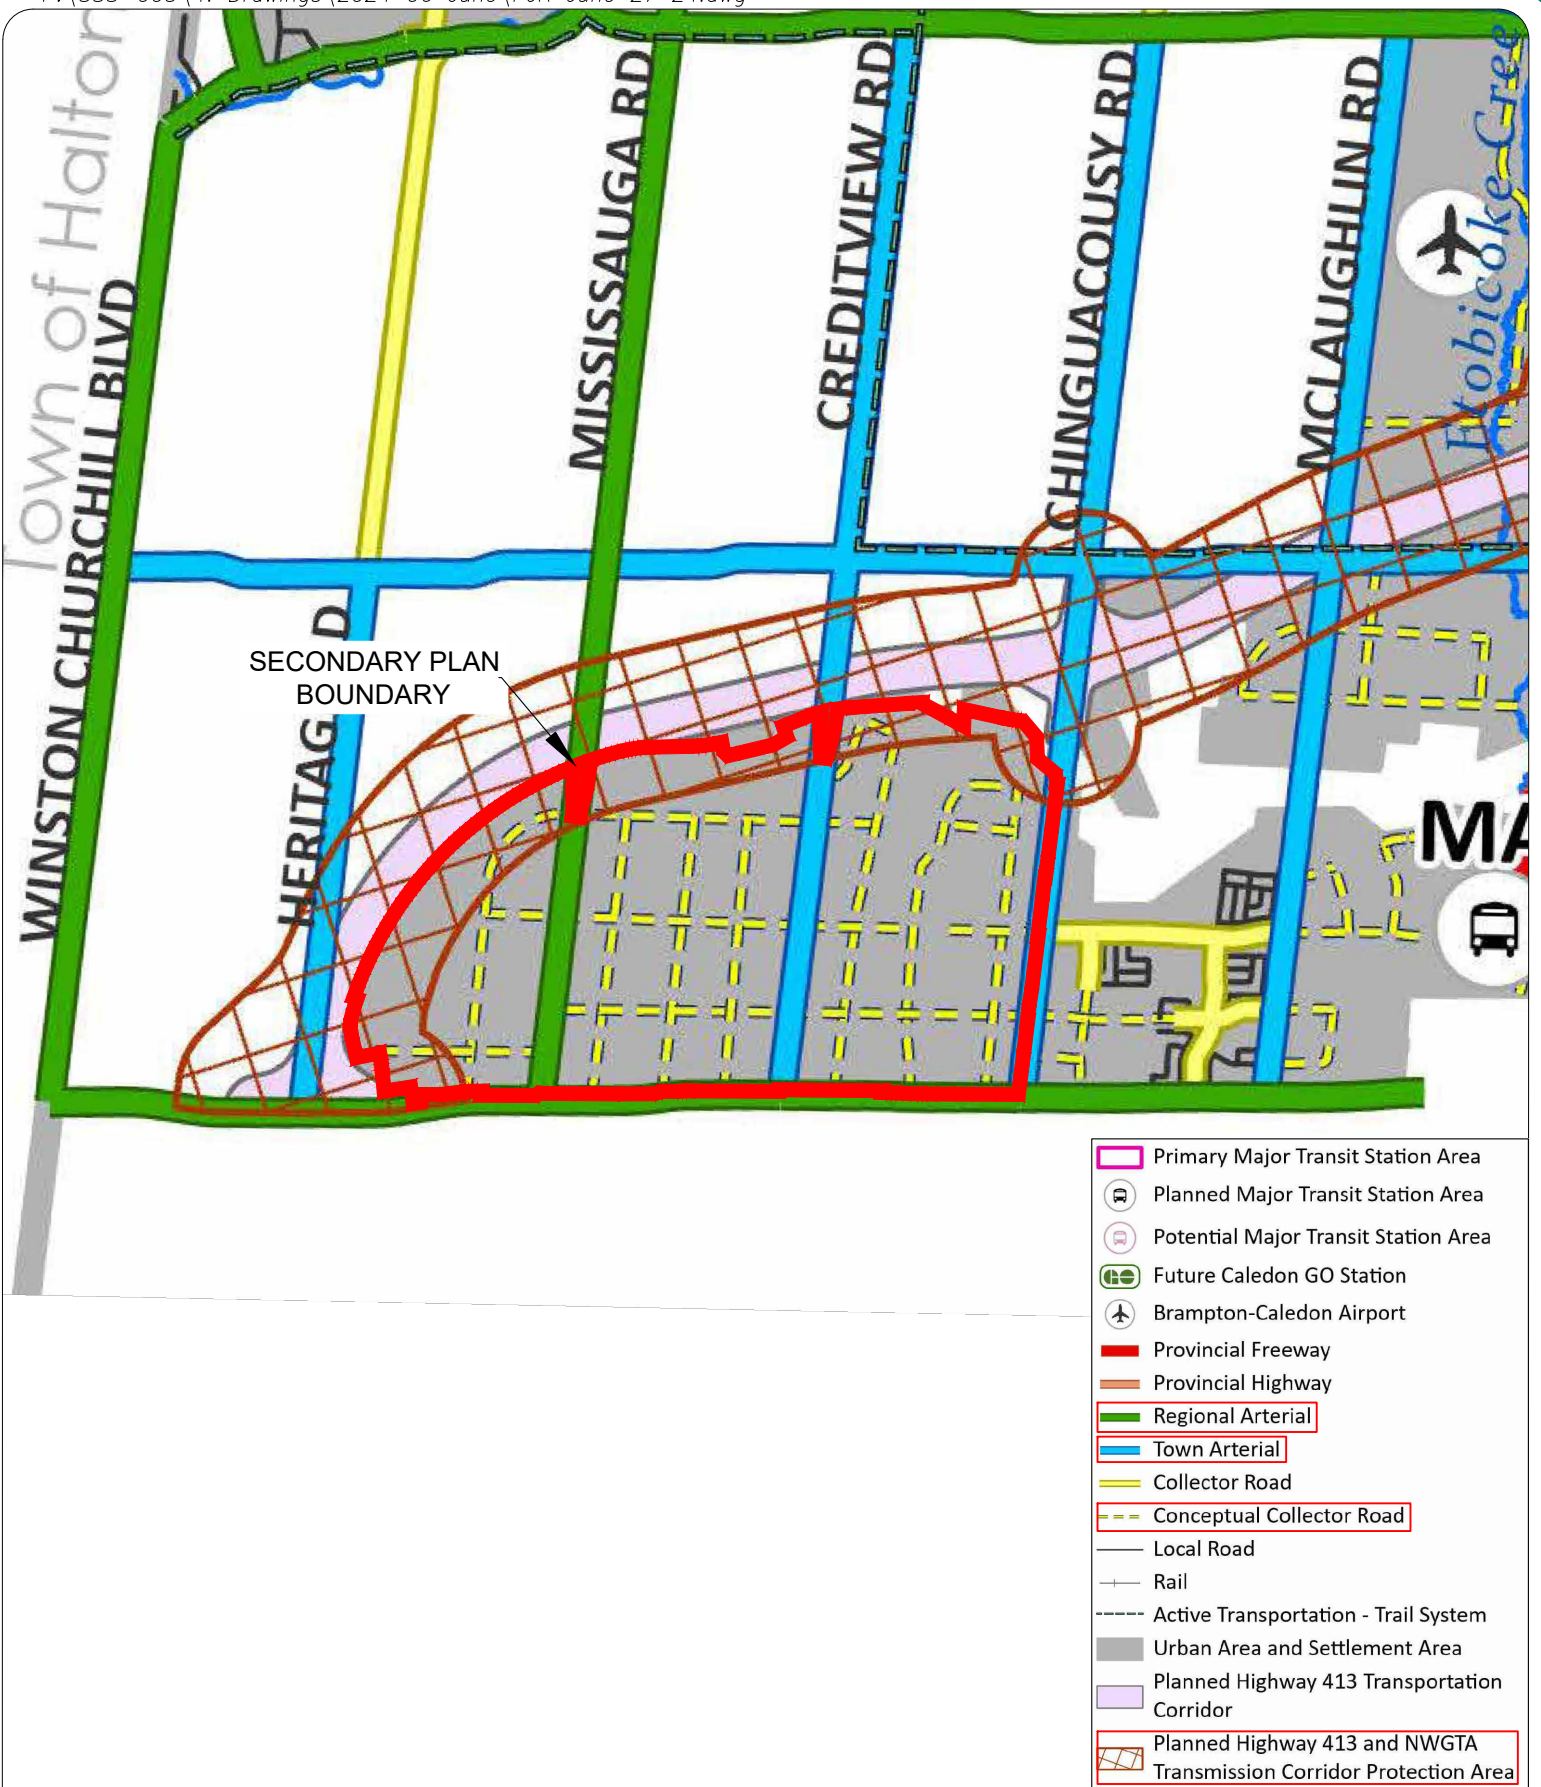 Town of Halton
WINSTON CHURCHILL BLVD
MISSISSAUGA RD
CREDITVIEW RD
CHINGUACOUSY RD
MCLAUGHLIN RD
Etobicoke Cree
SECONDARY PLAN
BOUNDARY
HERITAG D
MA
Primary Major Transit Station Area
Planned Major Transit Station Area
Potential Major Transit Station Area
Future Caledon GO Station
Brampton-Caledon Airport
Provincial Freeway
Provincial Highway
Regional Arterial
Town Arterial
Collector Road
Conceptual Collector Road
Local Road
Rail
Active Transportation - Trail System
Urban Area and Settlement Area
Planned Highway 413 Transportation
Corridor
Planned Highway 413 and NWGTA
Transmission Corridor Protection Area